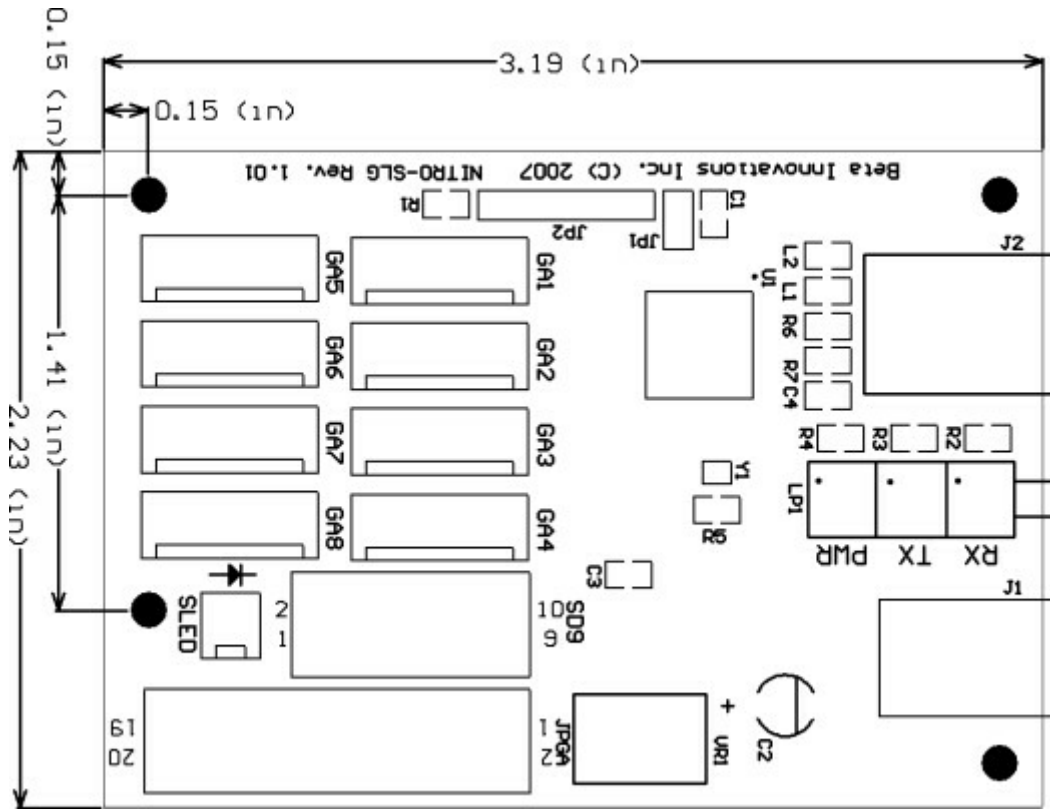 3.19 (in)
0.15 (in)
0.15 (in)
1.41 (in)
2.23 (in)
Beta Innovations Inc. (C) 2007 NITRO-SLG Rev. 1.01
R1
JP2
JP1
C1
J2
GA5
GA1
L2
U1
L1
R6
GA6
GA2
R7
C4
R4
R3
R2
GA7
GA3
Y1
LP1
R5
GA8
GA4
PWR
TX
RX
C3
J1
SLED
2
1
10
9
SD9
19
20
1
2
JPGA
+
VR1
C2